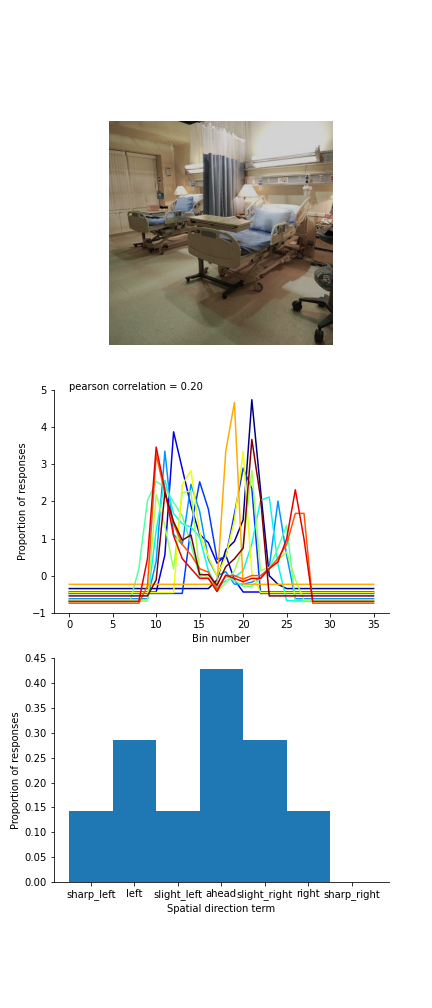 pearson correlation = 0.20
5
4
3
2
1
0
−1
Proportion of responses
0 5 10 15 20 25 30 35
Bin number
0.45
0.40
0.35
0.30
0.25
0.20
0.15
0.10
0.05
0.00
Proportion of responses
sharp_left left slight_left ahead slight_right right sharp_right
Spatial direction term